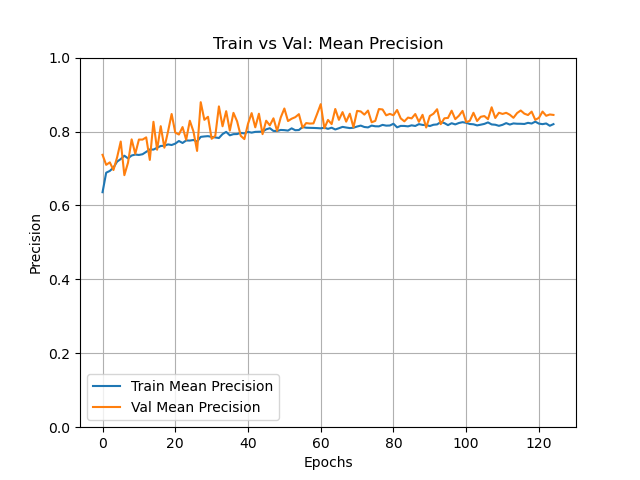 Train vs Val: Mean Precision
1.0
0.8
0.6
0.4
0.2
0.0
Precision
Train Mean Precision
Val Mean Precision
0 20 40 60 80 100 120
Epochs